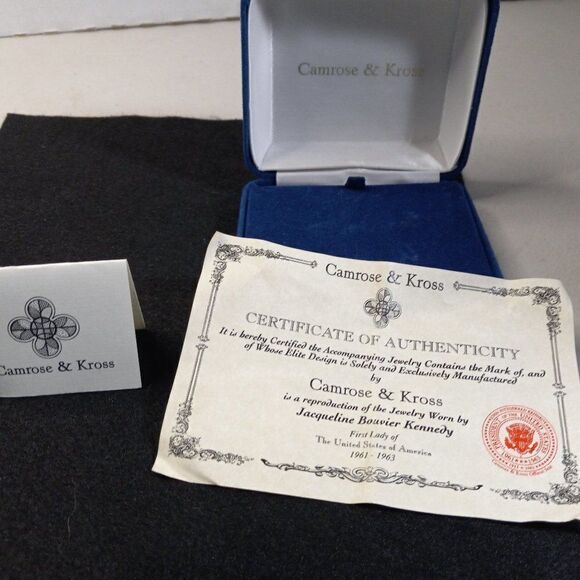 Camrose & Kross
Camrose & Kross
Camrose & Kross
CERTIFICATE OF AUTHENTICITY
It is hereby Certified the Accompanying Jewelry Contains the Mark of, and
of Whose Elite Design is Solely and Exclusively Manufactured
by
Camrose & Kross
is a reproduction of the Jewelry Worn by
Jacqueline Bouvier Kennedy
First Lady of
The United States of America
1961 - 1963